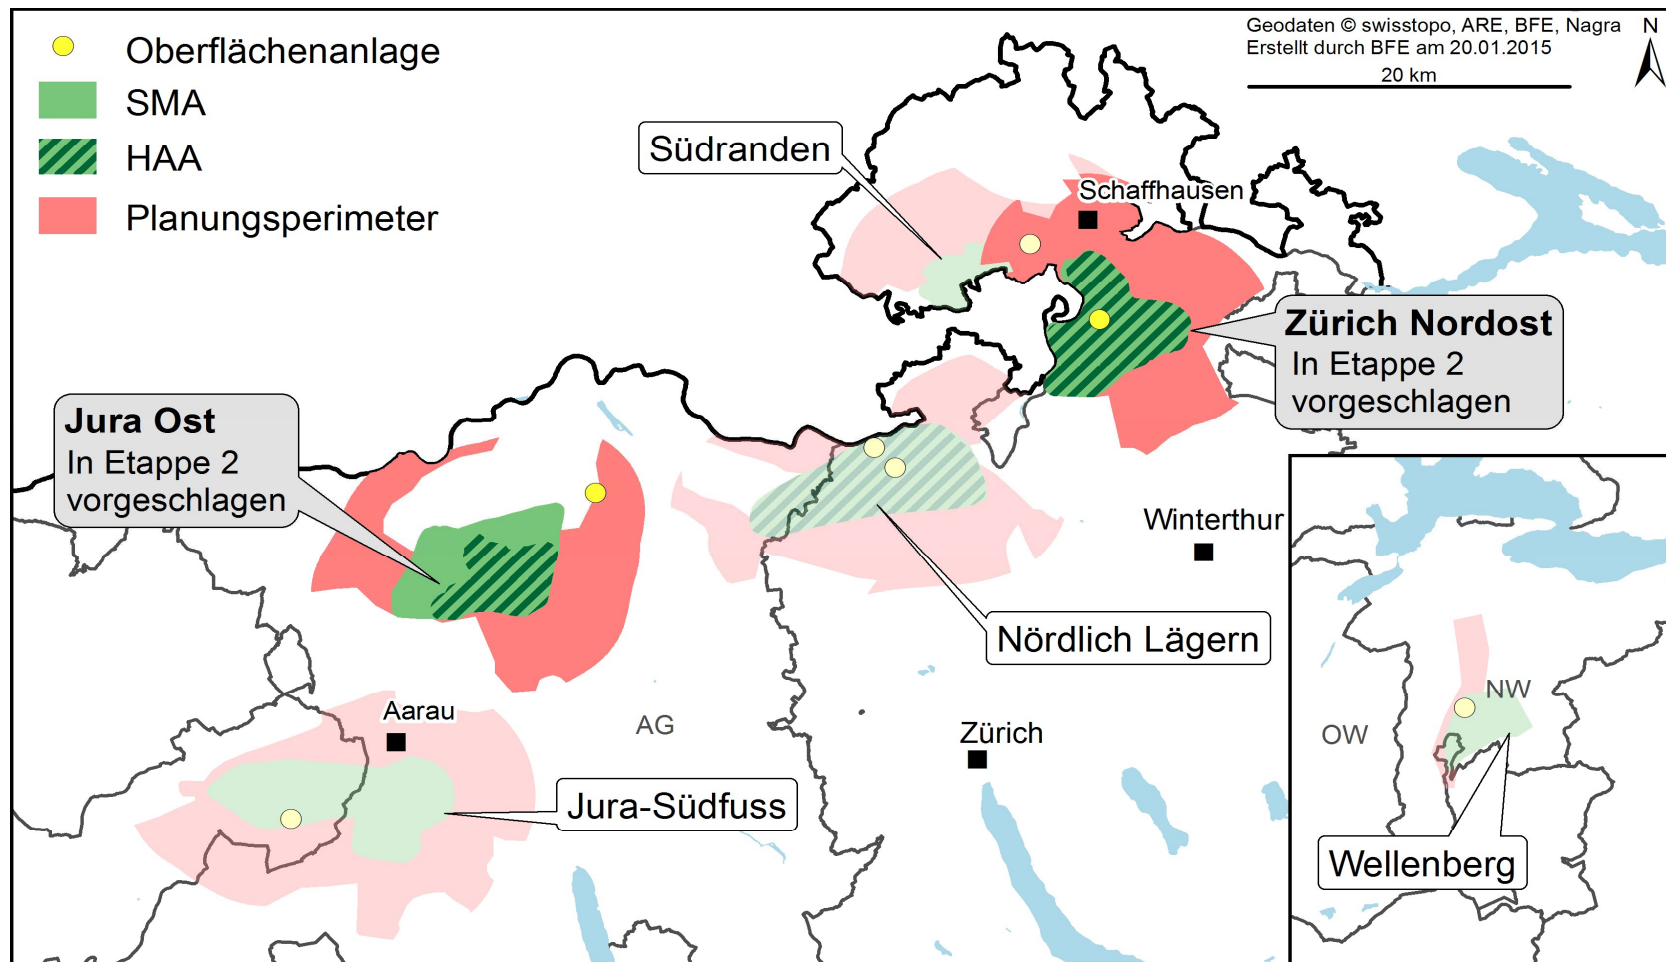 Oberflächenanlage
SMA
HAA
Planungsperimeter
Geodaten © swisstopo, ARE, BFE, Nagra
Erstellt durch BFE am 20.01.2015
20 km
N
Südranden
Schaffhausen
Zürich Nordost
In Etappe 2
vorgeschlagen
Jura Ost
In Etappe 2
vorgeschlagen
Winterthur
Nördlich Lägern
Aarau
AG
Zürich
Jura-Südfuss
NW
OW
Wellenberg